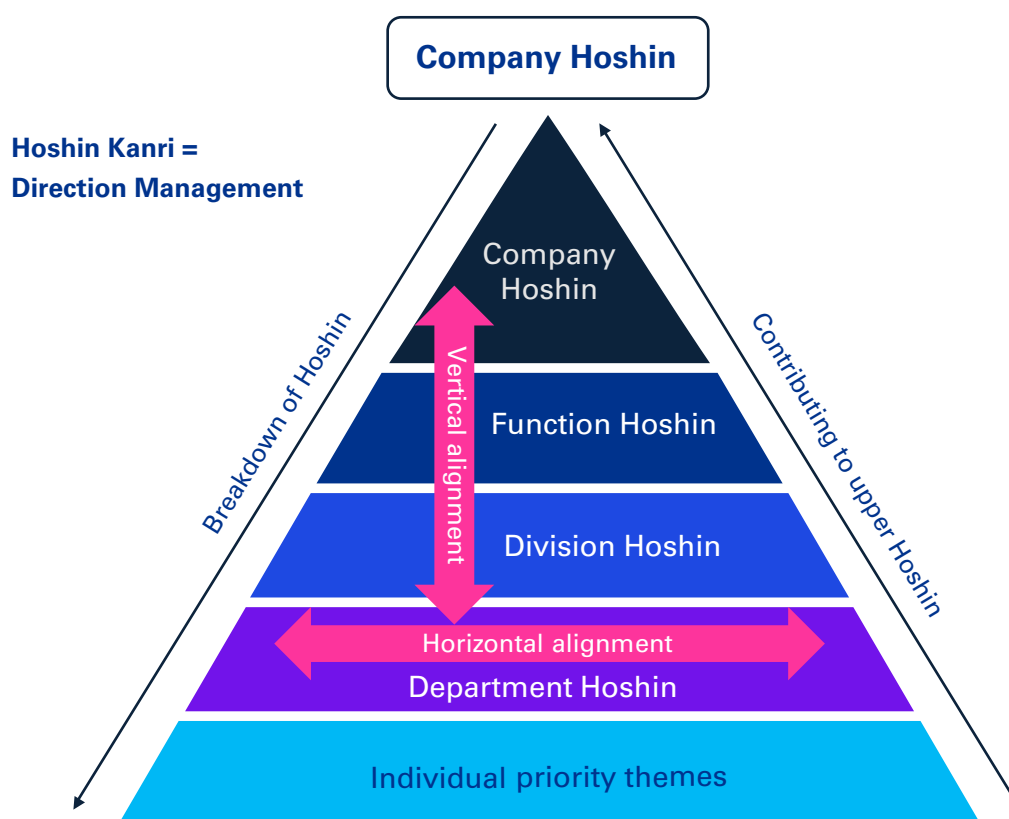 Company Hoshin
Hoshin Kanri =
Direction Management
Company
Hoshin
Breakdown of Hoshin
Vertical alignment
Contributing to upper Hoshin
Function Hoshin
Division Hoshin
Horizontal alignment
Department Hoshin
Individual priority themes